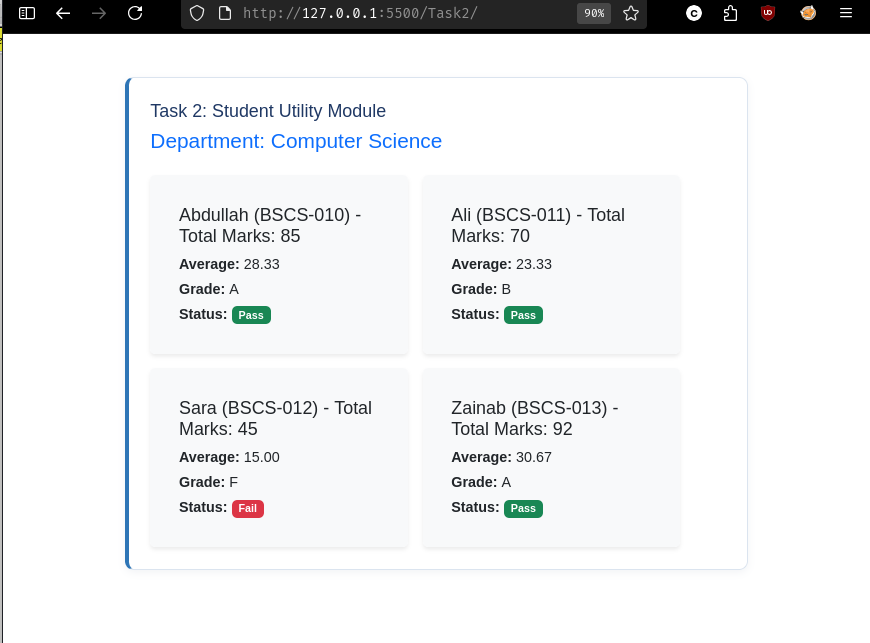 http://127.0.0.1:5500/Task2/
90%
Task 2: Student Utility Module
Department: Computer Science
Abdullah (BSCS-010) -
Total Marks: 85
Average: 28.33
Grade: A
Status: Pass
Ali (BSCS-011) - Total
Marks: 70
Average: 23.33
Grade: B
Status: Pass
Sara (BSCS-012) - Total
Marks: 45
Average: 15.00
Grade: F
Status: Fail
Zainab (BSCS-013) -
Total Marks: 92
Average: 30.67
Grade: A
Status: Pass